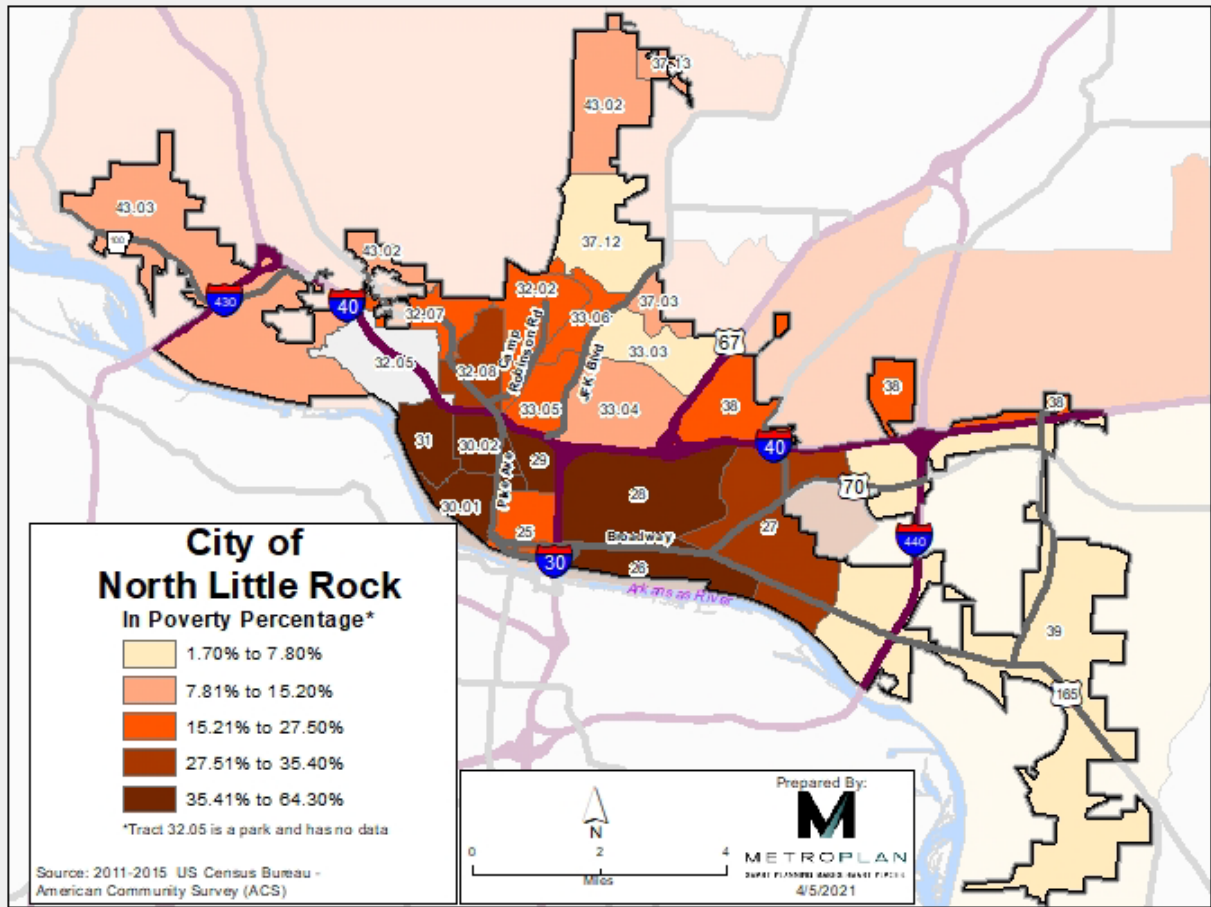 37.13
43.02
43.03
100
43.02
37.12
430
40
32.07
32.02
33.06
37.03
32.05
32.08
Camp
Robinson Rd
JFK Blvd
33.03
67
33.05
33.04
38
38
38
31
30.02
29
40
Pike Ave
28
70
30.01
25
Broadway
27
440
30
26
Arkansas River
39
165
City of
North Little Rock
In Poverty Percentage*
1.70% to 7.80%
7.81% to 15.20%
15.21% to 27.50%
27.51% to 35.40%
35.41% to 64.30%
*Tract 32.05 is a park and has no data
Source: 2011-2015 US Census Bureau -
American Community Survey (ACS)
N
0 2 4
Miles
Prepared By:
M
METROPLAN
SMART PLANNING MAKES SMART PLACES
4/5/2021